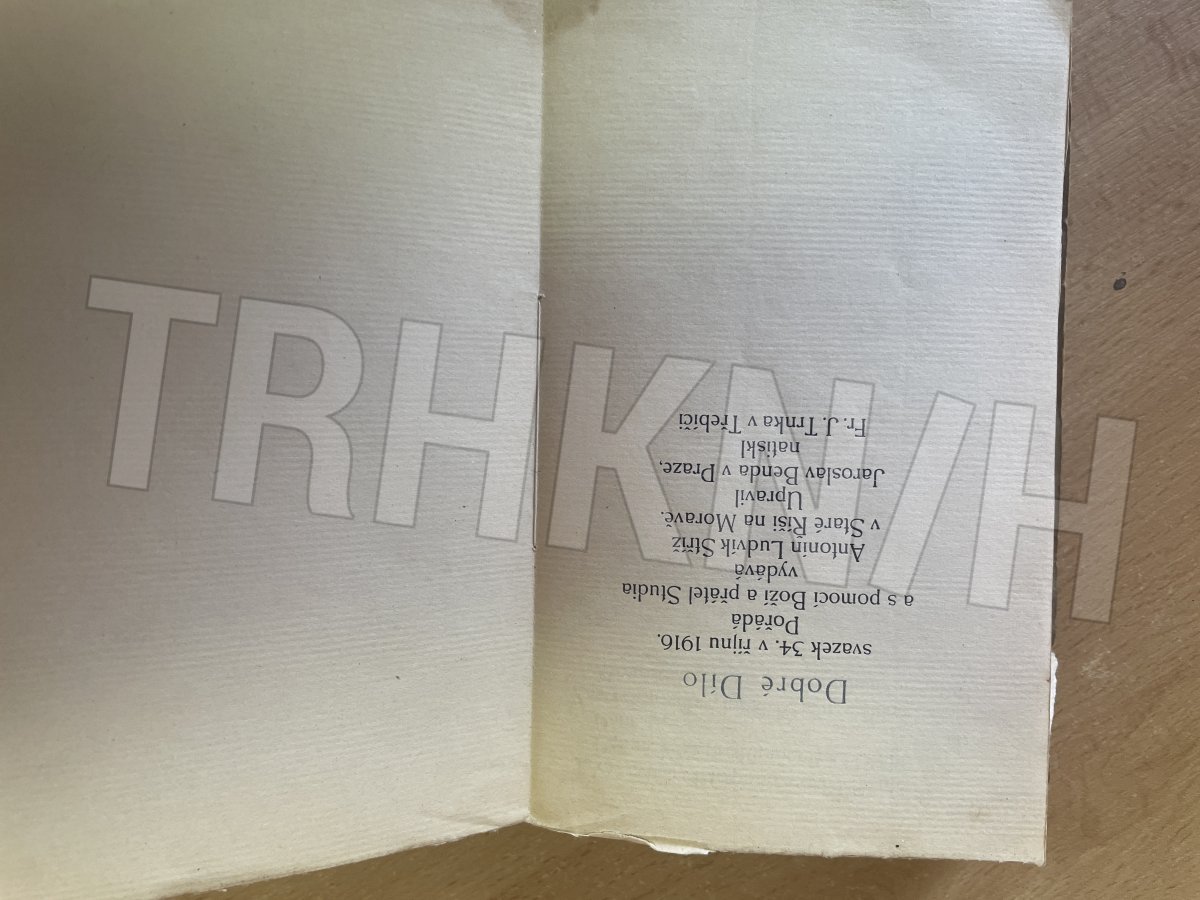 Dobré Dílo
svazek 34. v říjnu 1916.
Pořádá
a s pomocí Boží a přátel Studia
vydává
Antonín Ludvík Stříž
v Staré Říši na Moravě.
Upravil
Jaroslav Benda v Praze,
natiskl
Fr. J. Trnka v Třebíči
TRHKNIH